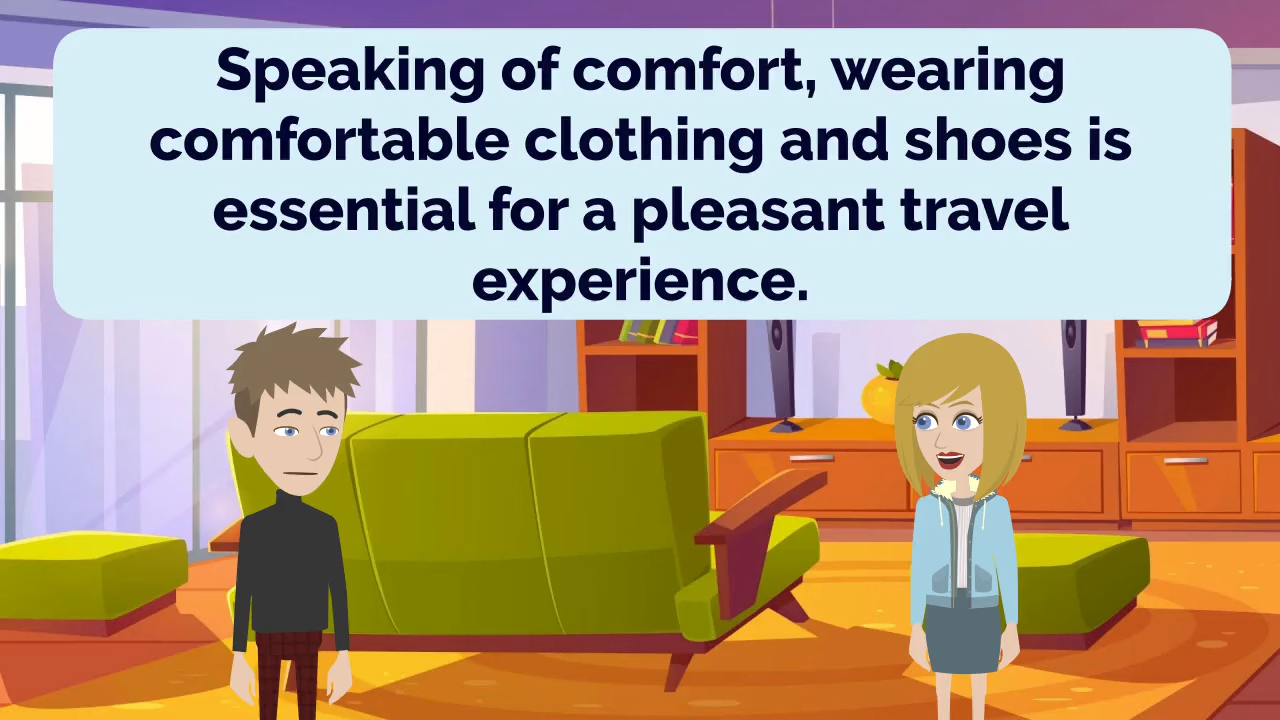 Speaking of comfort, wearing
comfortable clothing and shoes is
essential for a pleasant travel
experience.